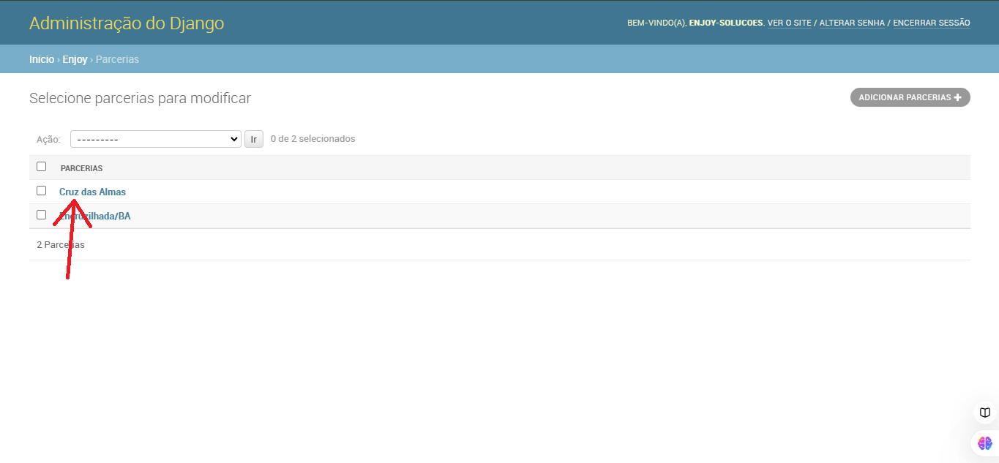 Administração do Django
BEM-VINDO(A), ENJOY-SOLUCOES. VER O SITE / ALTERAR SENHA / ENCERRAR SESSÃO
Início › Enjoy › Parcerias
Selecione parcerias para modificar
ADICIONAR PARCERIAS +
Ação: --------- Ir 0 de 2 selecionados
PARCERIAS
Cruz das Almas
Encruzilhada/BA
2 Parcerias